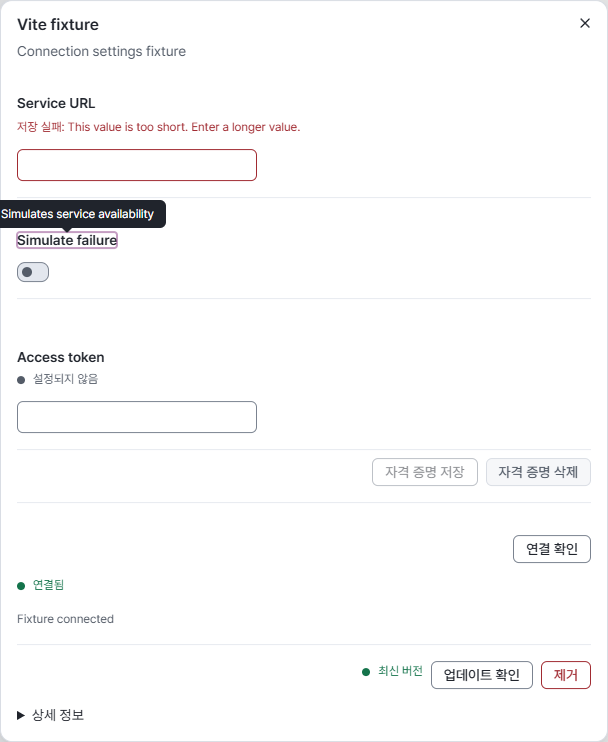 Vite fixture
Connection settings fixture
Service URL
저장 실패: This value is too short. Enter a longer value.
Simulates service availability
Simulate failure
Access token
설정되지 않음
자격 증명 저장
자격 증명 삭제
연결 확인
연결됨
Fixture connected
최신 버전
업데이트 확인
제거
상세 정보